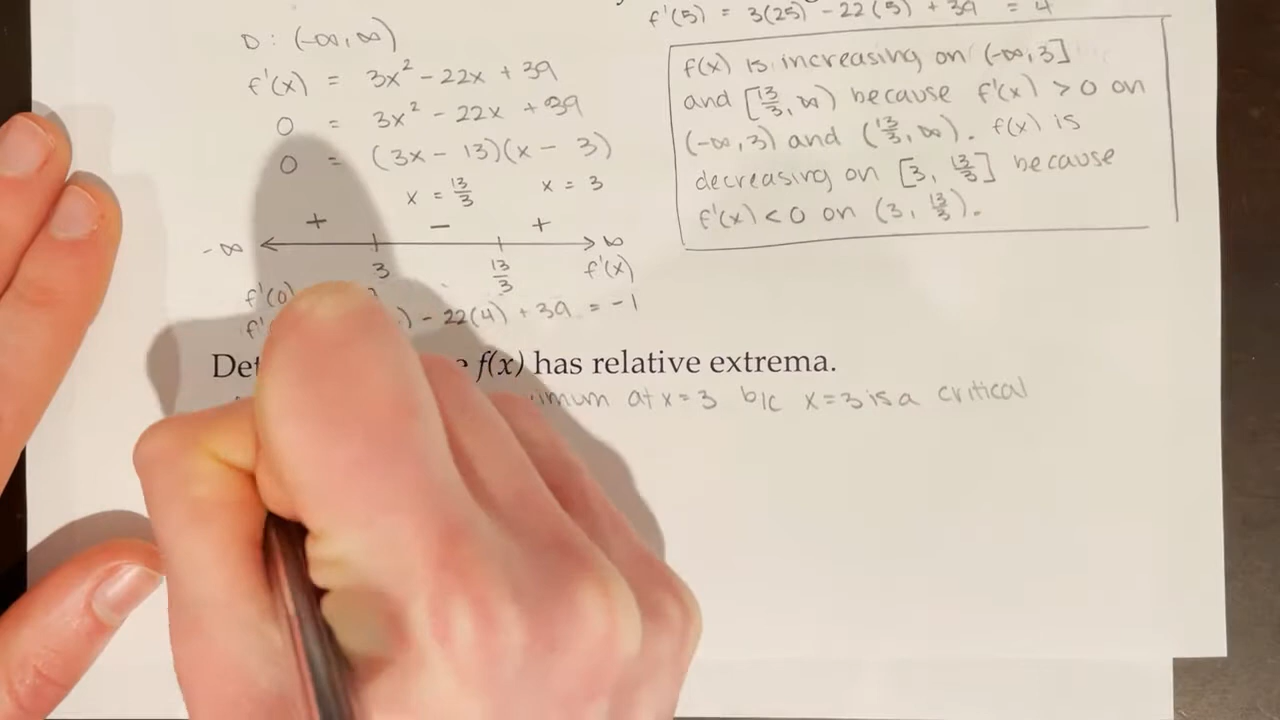 f'(5) = 3(25) - 22(5) + 39 = 4
D : (-∞, ∞)
f'(x) = 3x² - 22x + 39
0 = 3x² - 22x + 39
0 = (3x - 13)(x - 3)
x = 13/3 x = 3
+ - +
-∞ ∞
3 13/3 f'(x)
f'(0)
- 22(4) + 39 = -1
f(x) is increasing on (-∞, 3]
and [13/3, ∞) because f'(x) > 0 on
(-∞, 3) and (13/3, ∞). f(x) is
decreasing on [3, 13/3] because
f'(x) < 0 on (3, 13/3).
f(x) has relative extrema.
at x = 3 b/c x = 3 is a critical